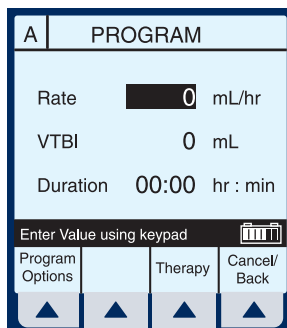 A PROGRAM
Rate 0 mL/hr
VTBI 0 mL
Duration 00:00 hr : min
Enter Value using keypad
Program Options
Therapy
Cancel/ Back